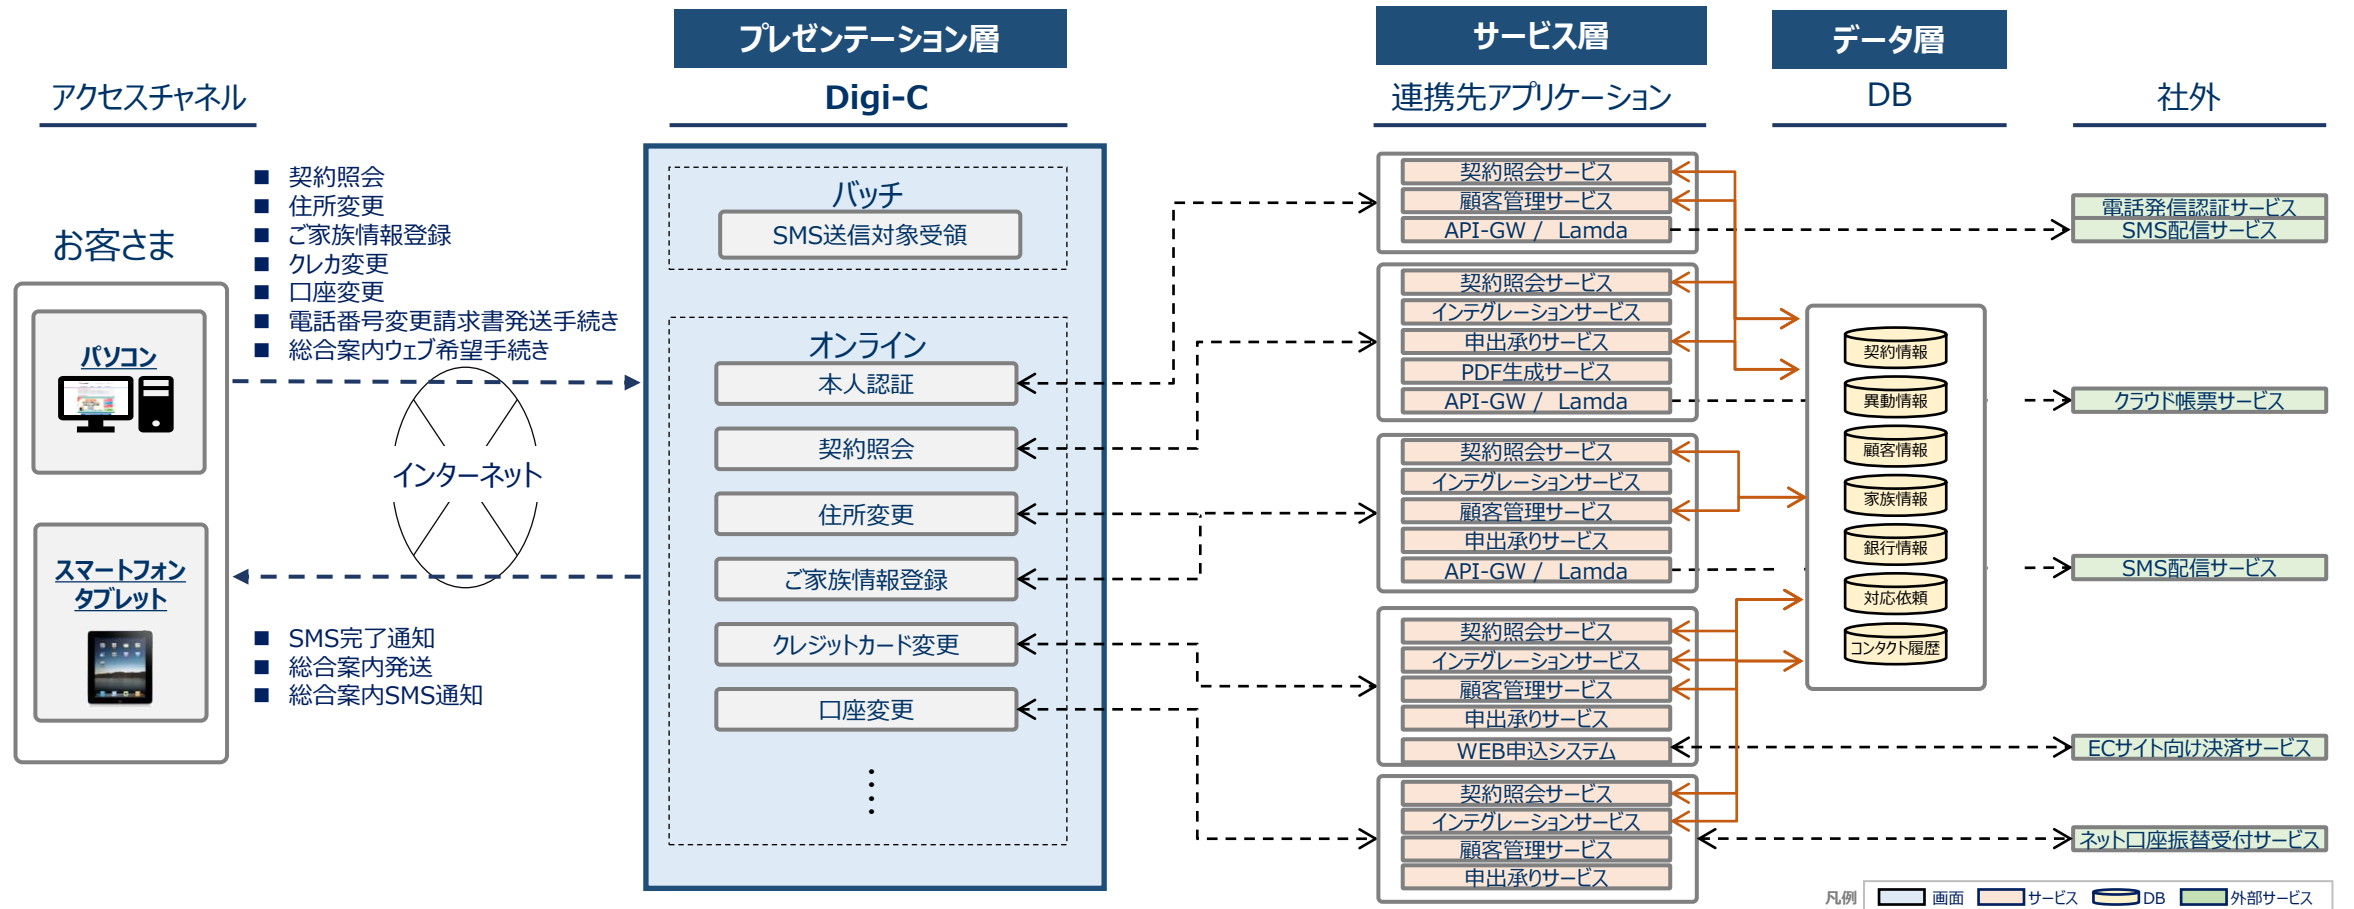 プレゼンテーション層
サービス層
データ層
アクセスチャネル
Digi-C
連携先アプリケーション
DB
社外
■ 契約照会
■ 住所変更
■ ご家族情報登録
■ クレカ変更
■ 口座変更
■ 電話番号変更請求書発送手続き
■ 総合案内ウェブ希望手続き
お客さま
パソコン
スマートフォン
タブレット
インターネット
■ SMS完了通知
■ 総合案内発送
■ 総合案内SMS通知
バッチ
SMS送信対象受領
オンライン
本人認証
契約照会
住所変更
ご家族情報登録
クレジットカード変更
口座変更
契約照会サービス
顧客管理サービス
API-GW / Lamda
契約照会サービス
インテグレーションサービス
申出承りサービス
PDF生成サービス
API-GW / Lamda
契約照会サービス
インテグレーションサービス
顧客管理サービス
申出承りサービス
API-GW / Lamda
契約照会サービス
インテグレーションサービス
顧客管理サービス
申出承りサービス
WEB申込システム
契約照会サービス
インテグレーションサービス
顧客管理サービス
申出承りサービス
契約情報
異動情報
顧客情報
家族情報
銀行情報
対応依頼
コンタクト履歴
電話発信認証サービス
SMS配信サービス
クラウド帳票サービス
SMS配信サービス
ECサイト向け決済サービス
ネット口座振替受付サービス
凡例 画面 サービス DB 外部サービス